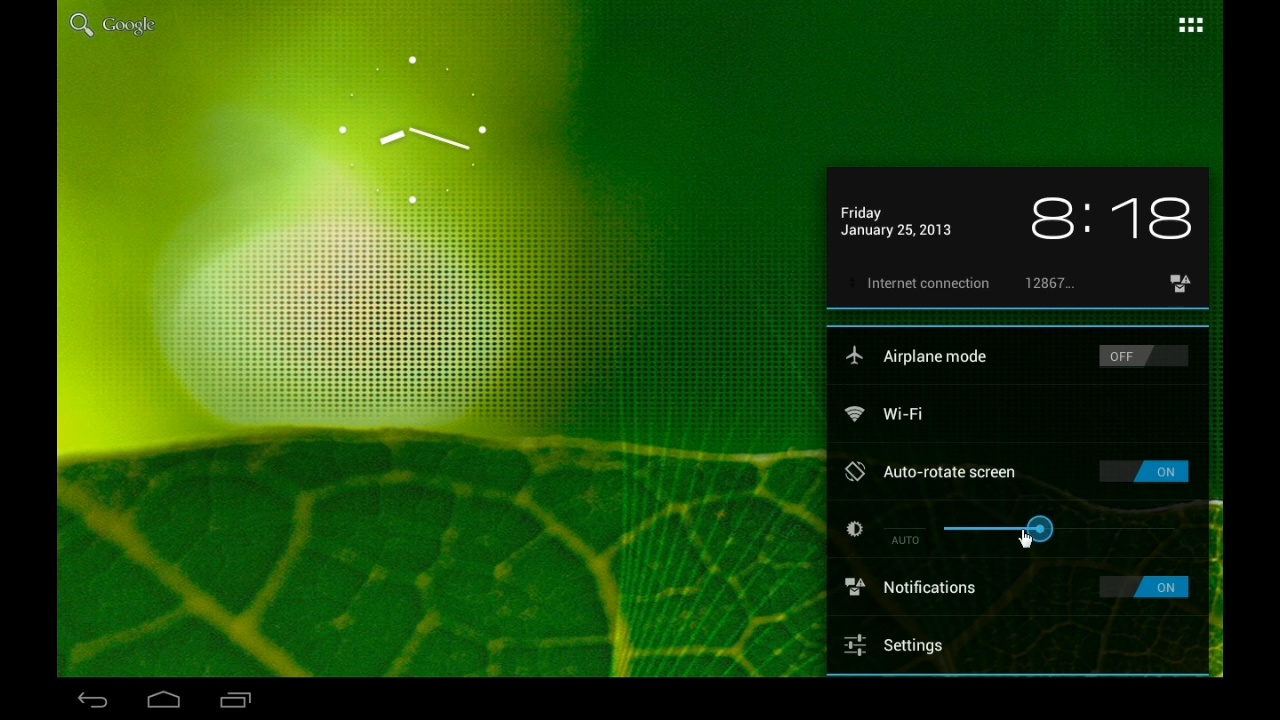 Google
Friday
January 25, 2013
8:18
Internet connection 12867...
Airplane mode OFF
Wi-Fi
Auto-rotate screen ON
AUTO
Notifications ON
Settings